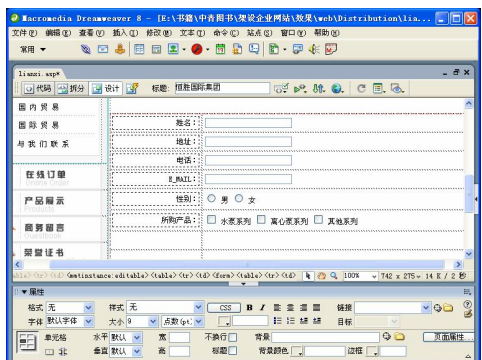 Macromedia Dreamweaver 8 - [E:\书籍\中青图书\架设企业网站\效果\web\Distribution\lia...
文件(F) 编辑(E) 查看(V) 插入(I) 修改(M) 文本(T) 命令(C) 站点(S) 窗口(W) 帮助(H)
常用
lianxi.asp*
代码 拆分 设计 标题: 恒胜国际集团
国内贸易
国际贸易
与我们联系
姓名:
地址:
电话:
E_MAIL:
性别: 男 女
所购产品: 水泵系列 离心泵系列 其他系列
在线订单
Online Order
产品展示
Products
商务留言
荣誉证书
<mmtinstance:editable><table><tr><td><form><table><tr><td> 100% 742 x 275 14 K / 2 秒
属性
格式 无 样式 无 CSS B I 链接
字体 默认字体 大小 9 点数(pt) 目标
单元格 水平 默认 宽 不换行 背景 页面属性...
垂直 默认 高 标题 背景颜色 边框